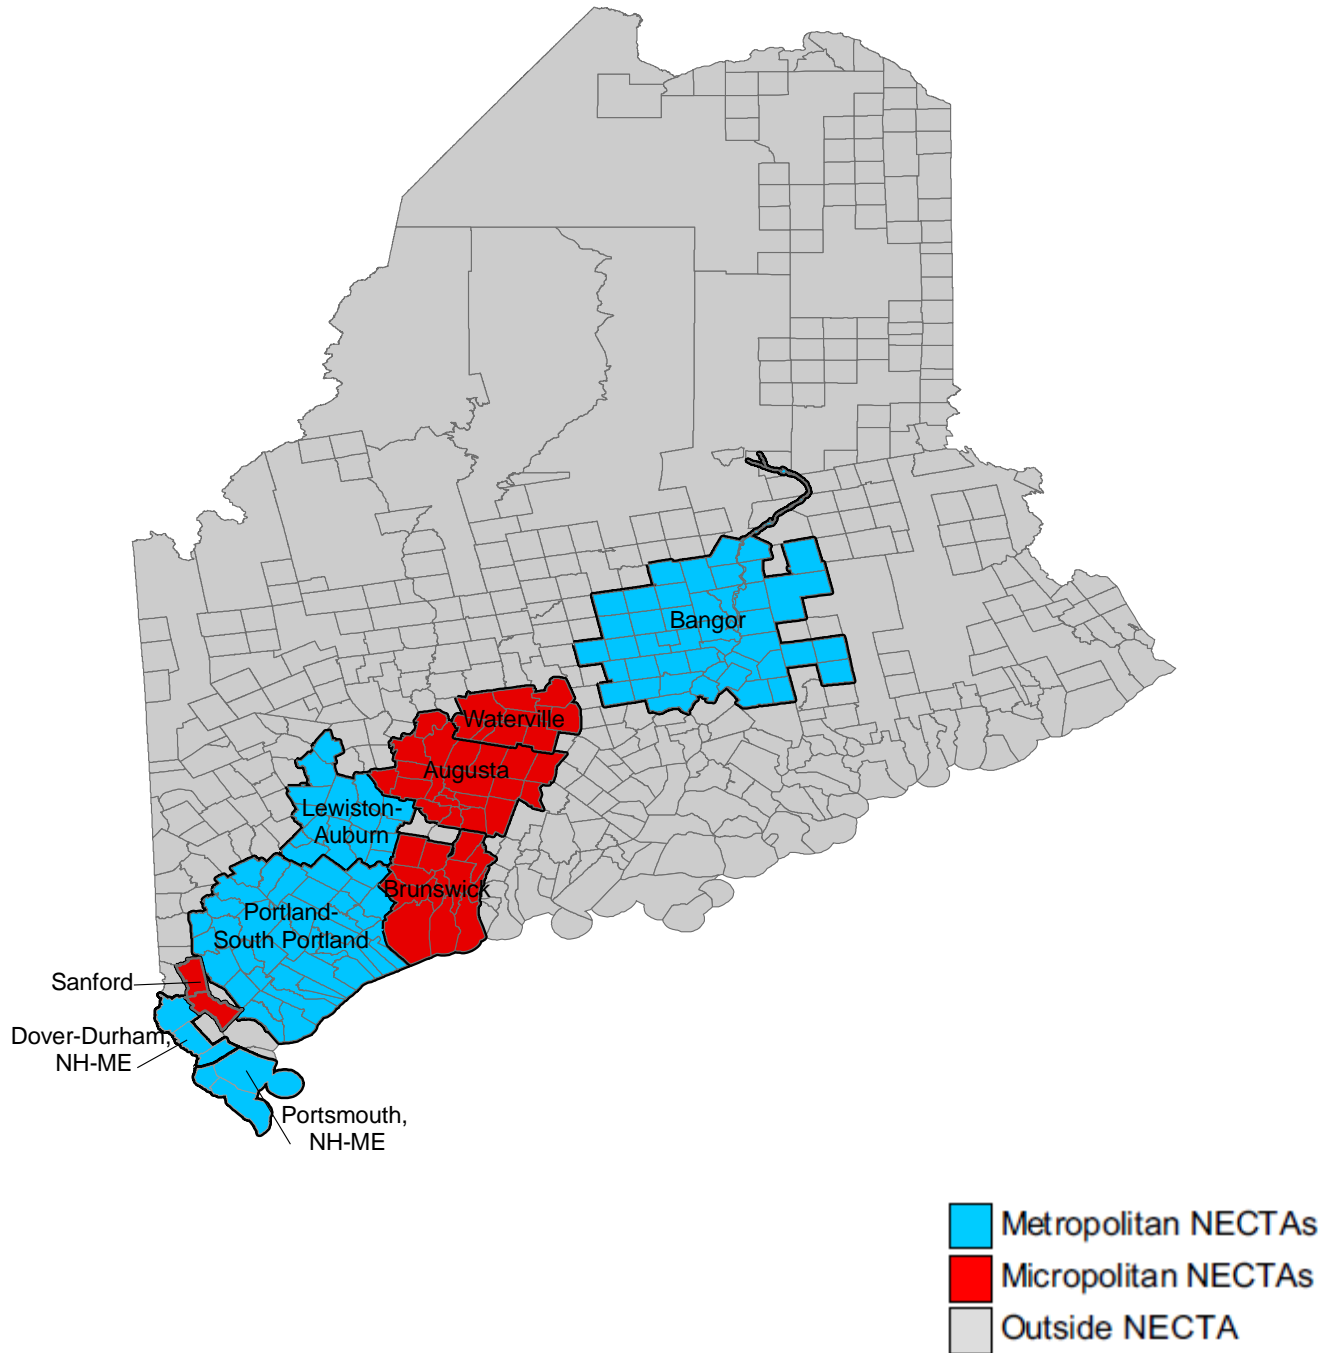 Bangor
Waterville
Augusta
Lewiston-
Auburn
Brunswick
Portland-
South Portland
Sanford
Dover-Durham,
NH-ME
Portsmouth,
NH-ME
Metropolitan NECTAs
Micropolitan NECTAs
Outside NECTA